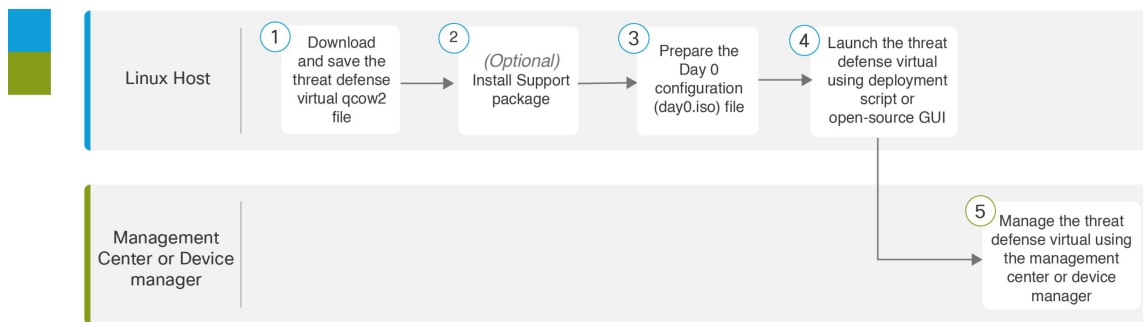 Linux Host
1
Download
and save the
threat defense
virtual qcow2
file
2
(Optional)
Install Support
package
3
Prepare the
Day 0
configuration
(day0.iso) file
4
Launch the threat
defense virtual
using deployment
script or
open-source GUI
Management
Center or Device
manager
5
Manage the threat
defense virtual using
the management
center or device
manager